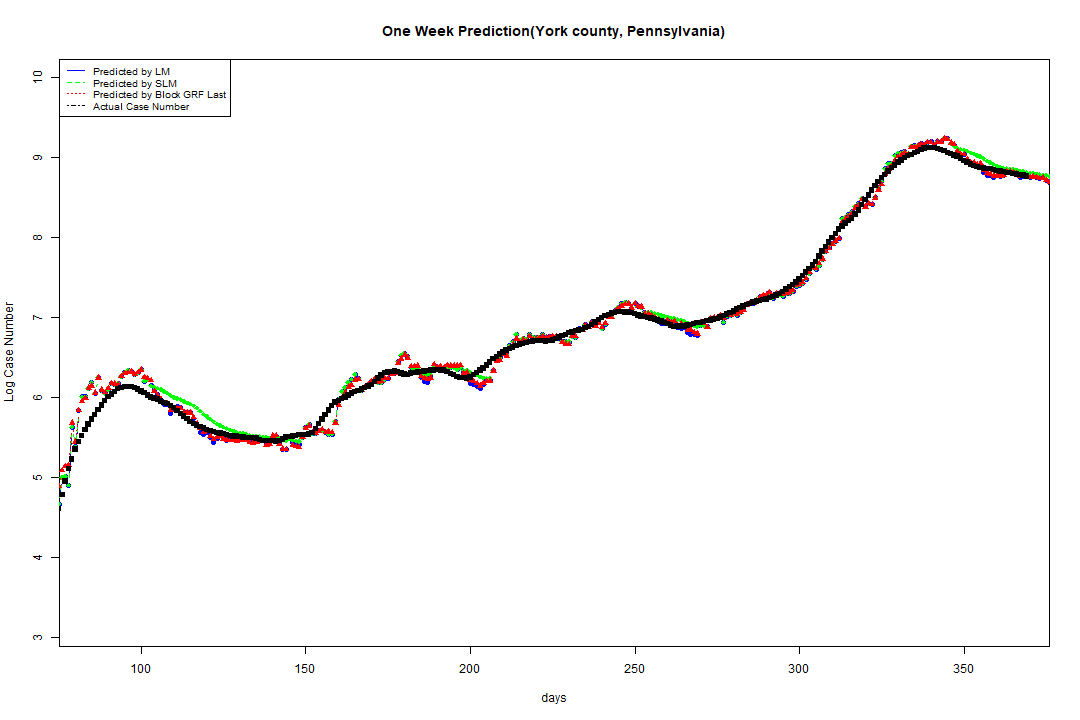 One Week Prediction(York county, Pennsylvania)
Predicted by LM
Predicted by SLM
Predicted by Block GRF Last
Actual Case Number
10
9
8
7
6
5
4
3
Log Case Number
100 150 200 250 300 350
days